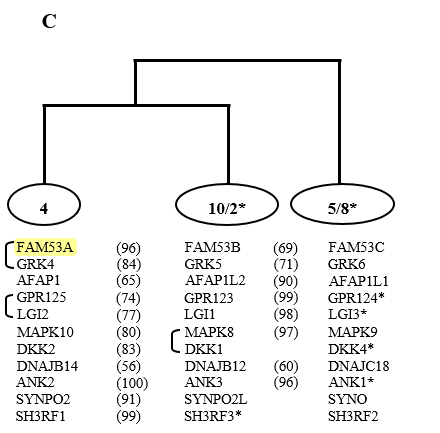 C
4 10/2* 5/8*
FAM53A (96) FAM53B (69) FAM53C
GRK4 (84) GRK5 (71) GRK6
AFAP1 (65) AFAP1L2 (90) AFAP1L1
GPR125 (74) GPR123 (99) GPR124*
LGI2 (77) LGI1 (98) LGI3*
MAPK10 (80) MAPK8 (97) MAPK9
DKK2 (83) DKK1 DKK4*
DNAJB14 (56) DNAJB12 (60) DNAJC18
ANK2 (100) ANK3 (96) ANK1*
SYNPO2 (91) SYNPO2L SYNO
SH3RF1 (99) SH3RF3* SH3RF2